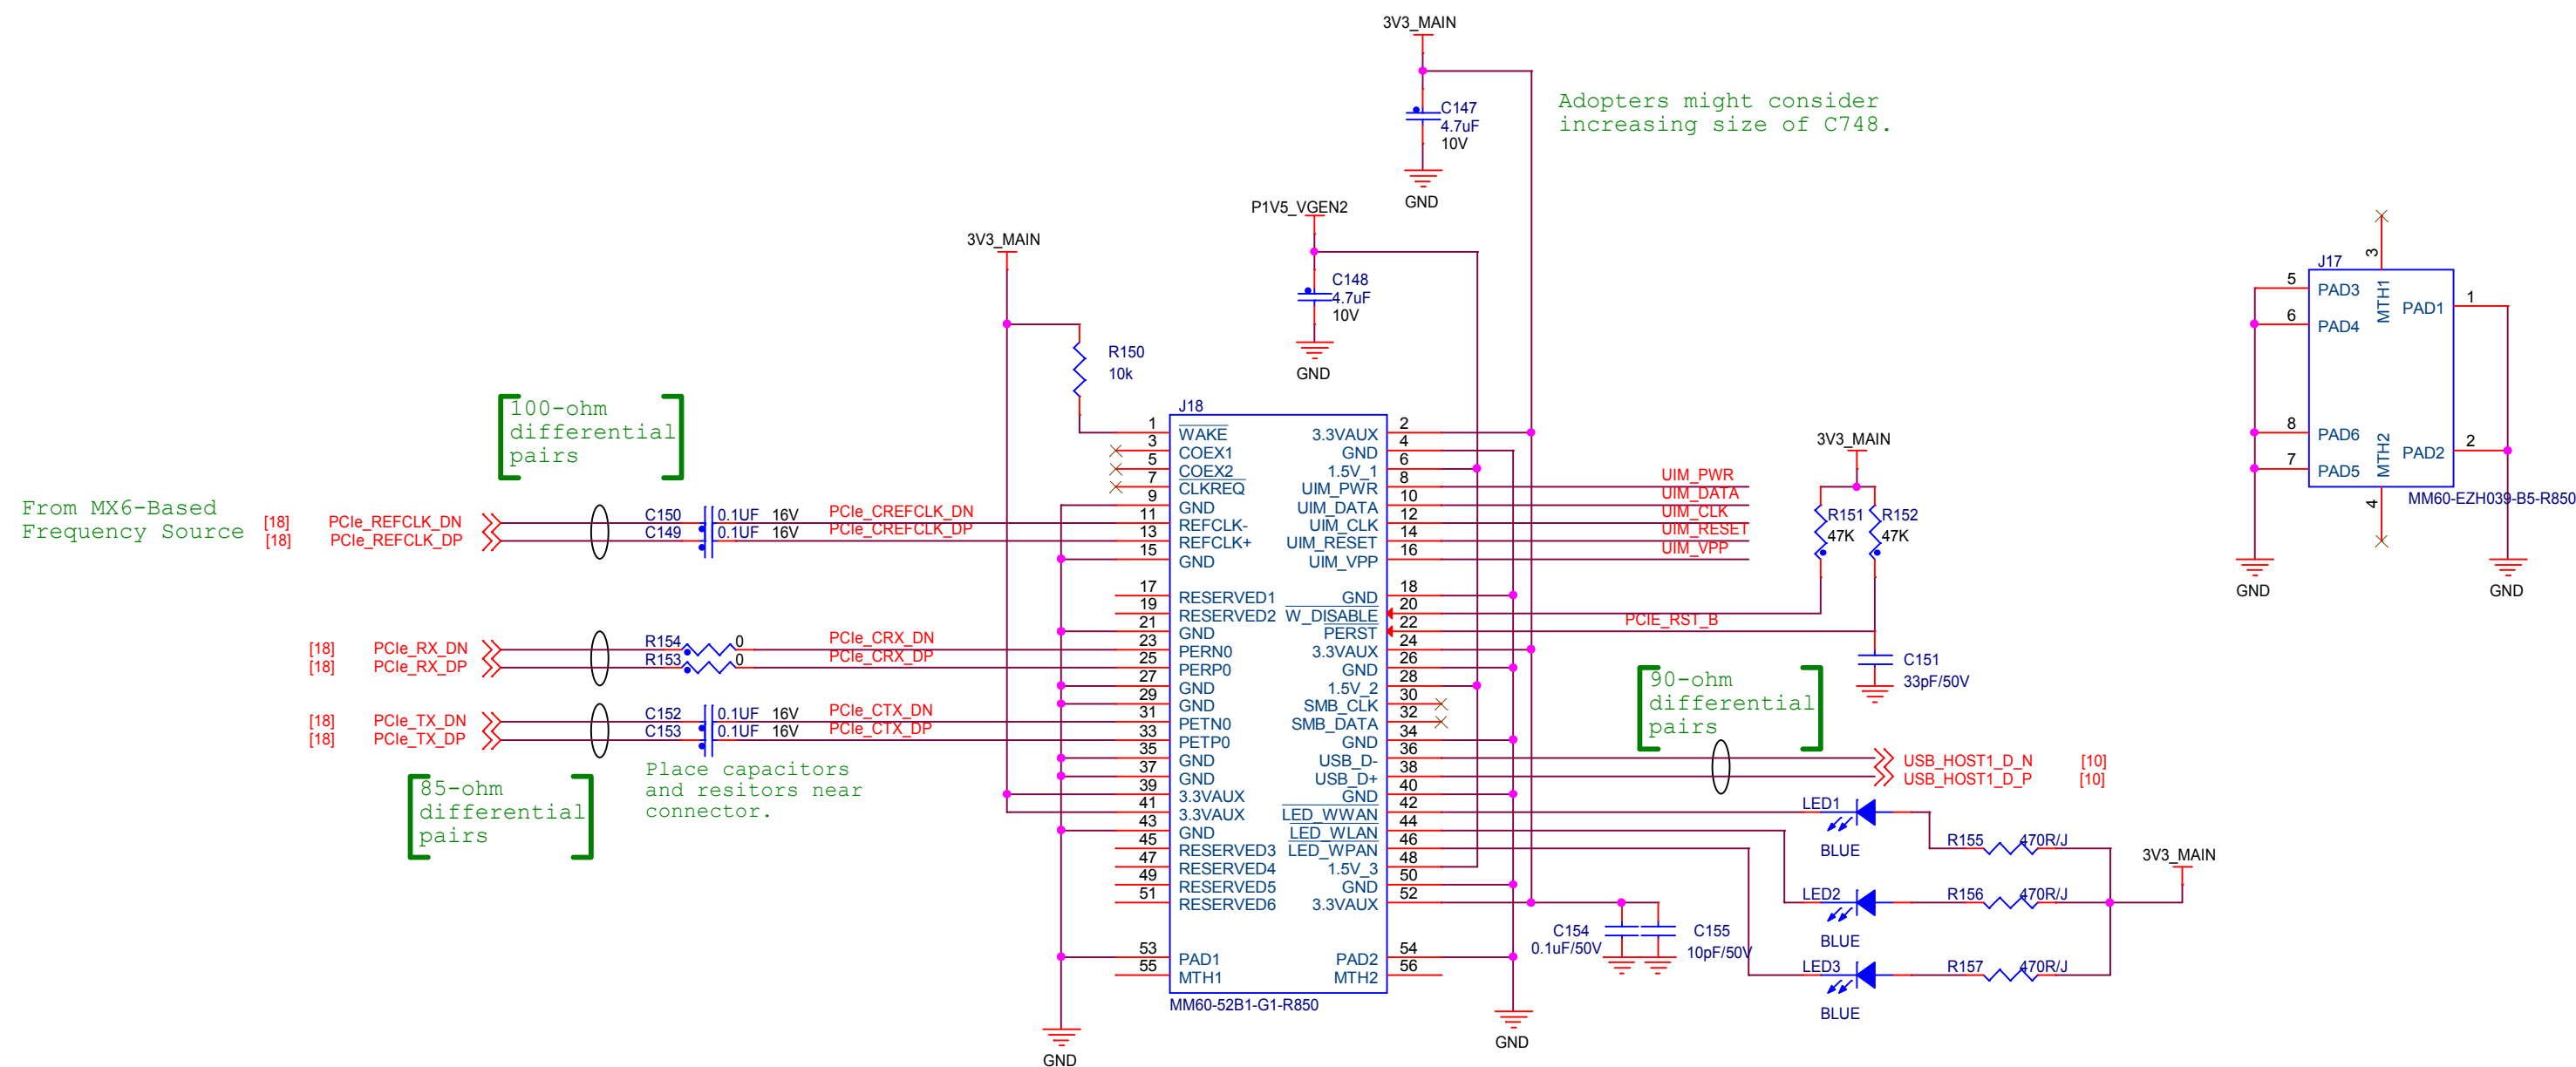 3V3_MAIN
C147
4.7uF
10V
GND
Adopters might consider
increasing size of C748.
P1V5_VGEN2
C148
4.7uF
10V
GND
3V3_MAIN
R150
10k
100-ohm
differential
pairs
From MX6-Based
Frequency Source
[18] PCIe_REFCLK_DN C150 0.1UF 16V PCIe_CREFCLK_DN
[18] PCIe_REFCLK_DP C149 0.1UF 16V PCIe_CREFCLK_DP
[18] PCIe_RX_DN R154 0 PCIe_CRX_DN
[18] PCIe_RX_DP R153 0 PCIe_CRX_DP
[18] PCIe_TX_DN C152 0.1UF 16V PCIe_CTX_DN
[18] PCIe_TX_DP C153 0.1UF 16V PCIe_CTX_DP
85-ohm
differential
pairs
Place capacitors
and resitors near
connector.
GND
J18
1 WAKE 3.3VAUX 2
3 COEX1 GND 4
5 COEX2 1.5V_1 6
7 CLKREQ UIM_PWR 8 UIM_PWR
9 GND UIM_DATA 10 UIM_DATA
11 REFCLK- UIM_CLK 12 UIM_CLK
13 REFCLK+ UIM_RESET 14 UIM_RESET
15 GND UIM_VPP 16 UIM_VPP
17 RESERVED1 GND 18
19 RESERVED2 W_DISABLE 20
21 GND PERST 22 PCIE_RST_B
23 PERN0 3.3VAUX 24
25 PERP0 GND 26
27 GND 1.5V_2 28
29 GND SMB_CLK 30
31 PETN0 SMB_DATA 32
33 PETP0 GND 34
35 GND USB_D- 36
37 GND USB_D+ 38
39 3.3VAUX GND 40
41 3.3VAUX LED_WWAN 42
43 GND LED_WLAN 44
45 RESERVED3 LED_WPAN 46
47 RESERVED4 1.5V_3 48
49 RESERVED5 GND 50
51 RESERVED6 3.3VAUX 52
53 PAD1 PAD2 54
55 MTH1 MTH2 56
MM60-52B1-G1-R850
GND
3V3_MAIN
R151
47K
R152
47K
C151
33pF/50V
90-ohm
differential
pairs
USB_HOST1_D_N [10]
USB_HOST1_D_P [10]
LED1
BLUE
R155 470R/J
LED2
BLUE
R156 470R/J
LED3
BLUE
R157 470R/J
3V3_MAIN
C154
0.1uF/50V
C155
10pF/50V
J17
3 MTH1
5 PAD3
6 PAD4
8 PAD6
7 PAD5
PAD1 1
PAD2 2
4 MTH2
MM60-EZH039-B5-R850
GND
GND